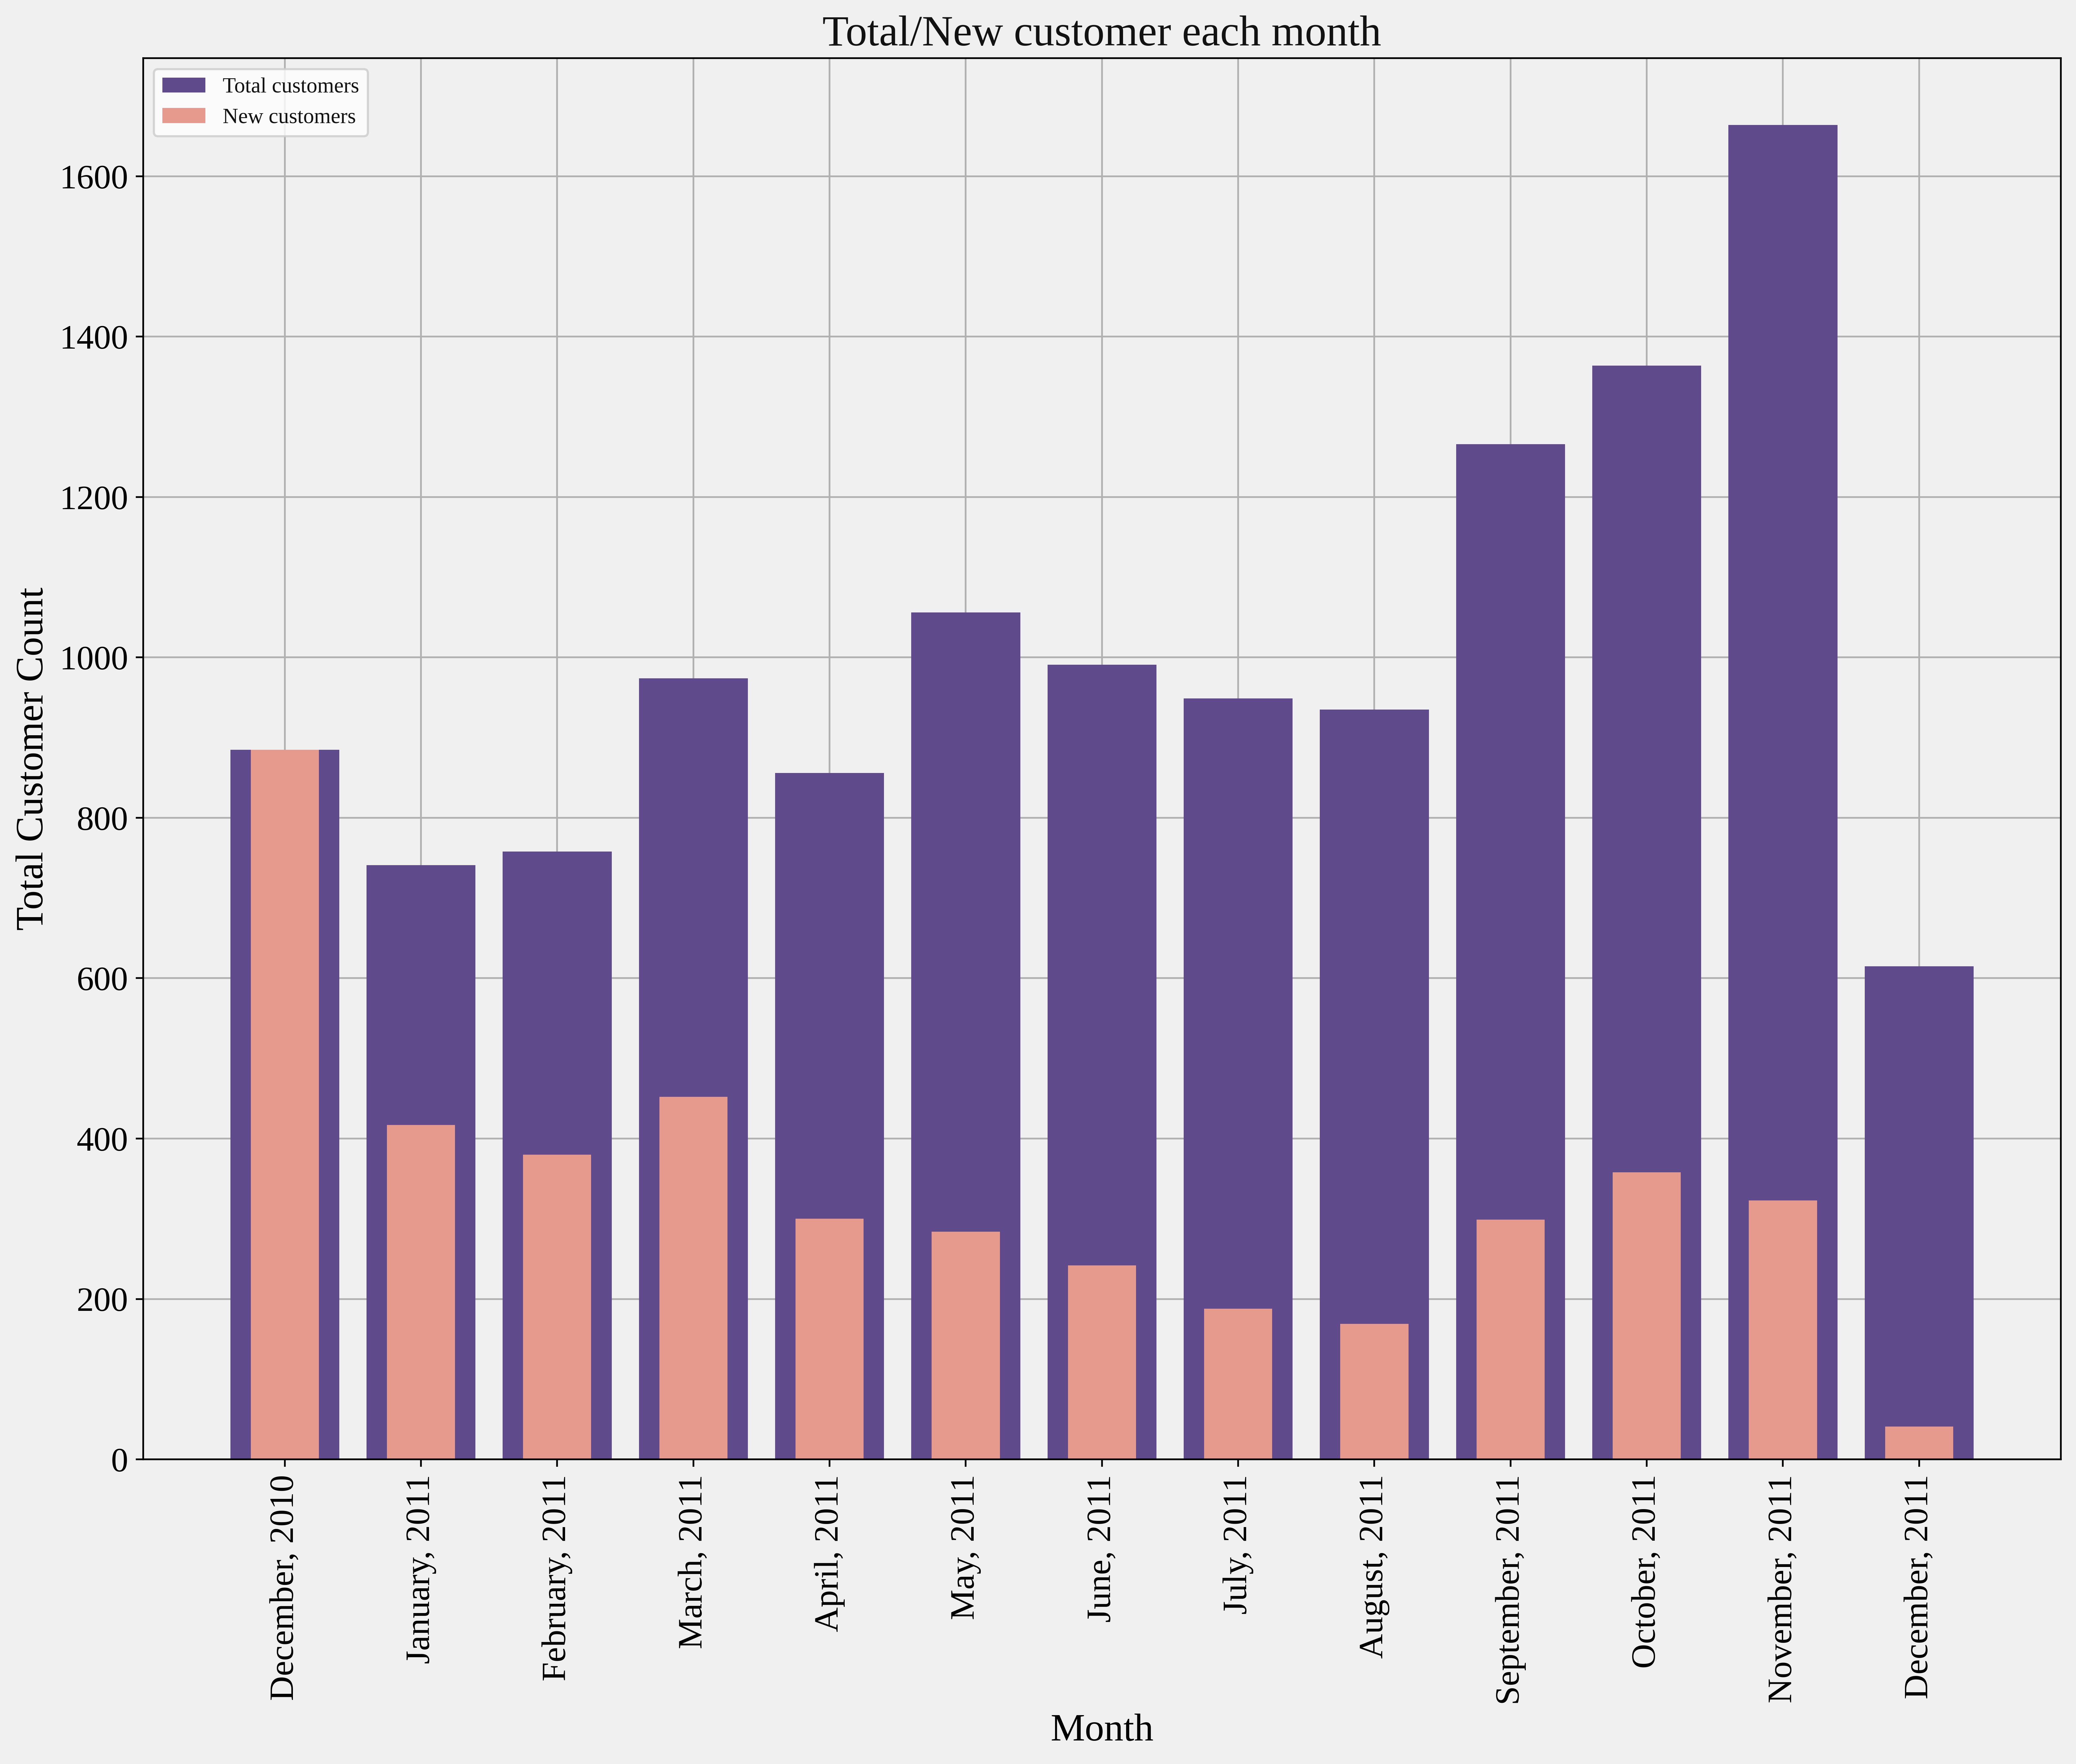 Total/New customer each month
Total customers
New customers
Total Customer Count
1600
1400
1200
1000
800
600
400
200
0
December, 2010
January, 2011
February, 2011
March, 2011
April, 2011
May, 2011
June, 2011
July, 2011
August, 2011
September, 2011
October, 2011
November, 2011
December, 2011
Month